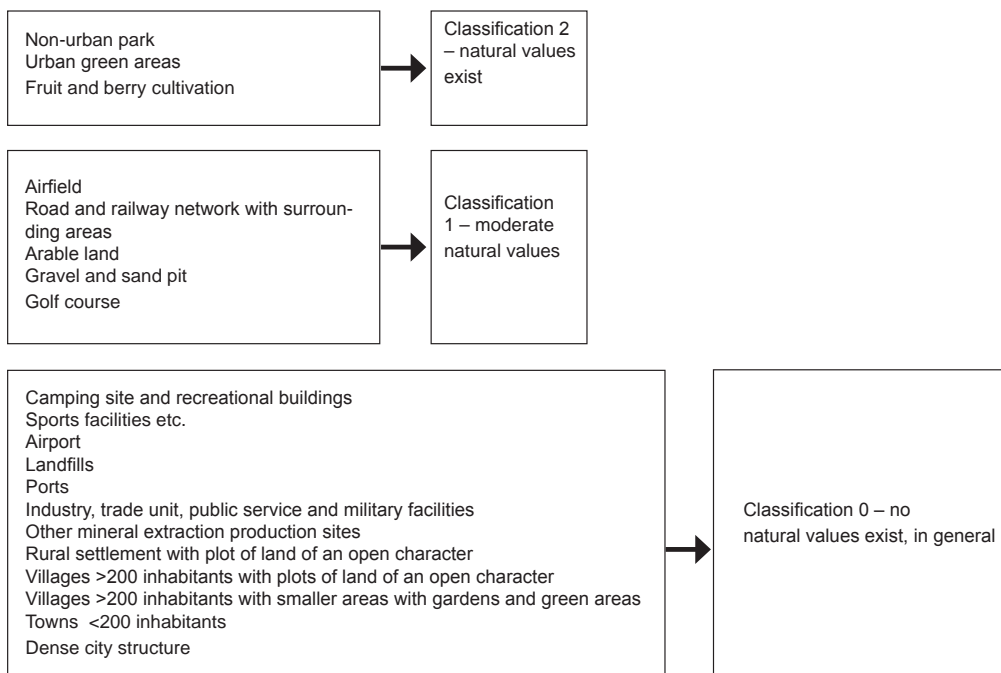 Non-urban park
Urban green areas
Fruit and berry cultivation
Classification 2
– natural values
exist
Airfield
Road and railway network with surroun-
ding areas
Arable land
Gravel and sand pit
Golf course
Classification
1 – moderate
natural values
Camping site and recreational buildings
Sports facilities etc.
Airport
Landfills
Ports
Industry, trade unit, public service and military facilities
Other mineral extraction production sites
Rural settlement with plot of land of an open character
Villages >200 inhabitants with plots of land of an open character
Villages >200 inhabitants with smaller areas with gardens and green areas
Towns <200 inhabitants
Dense city structure
Classification 0 – no
natural values exist, in general